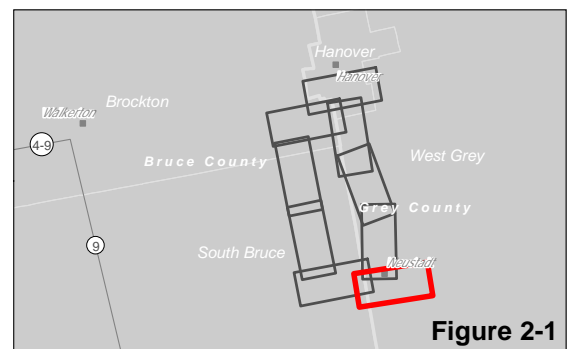 Hanover
Hanover
Walkerton
Brockton
4-9
Bruce County
West Grey
Grey County
9
South Bruce
Neustadt
Figure 2-1